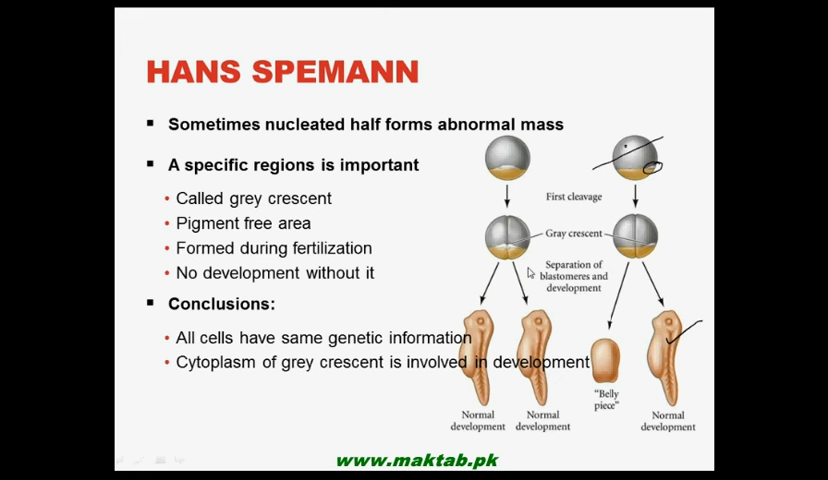 HANS SPEMANN
▪ Sometimes nucleated half forms abnormal mass
▪ A specific regions is important
• Called grey crescent
• Pigment free area
• Formed during fertilization
• No development without it
▪ Conclusions:
• All cells have same genetic information
• Cytoplasm of grey crescent is involved in development
First cleavage
Gray crescent
Separation of
blastomeres and
development
"Belly
piece"
Normal
development
Normal
development
Normal
development
www.maktab.pk